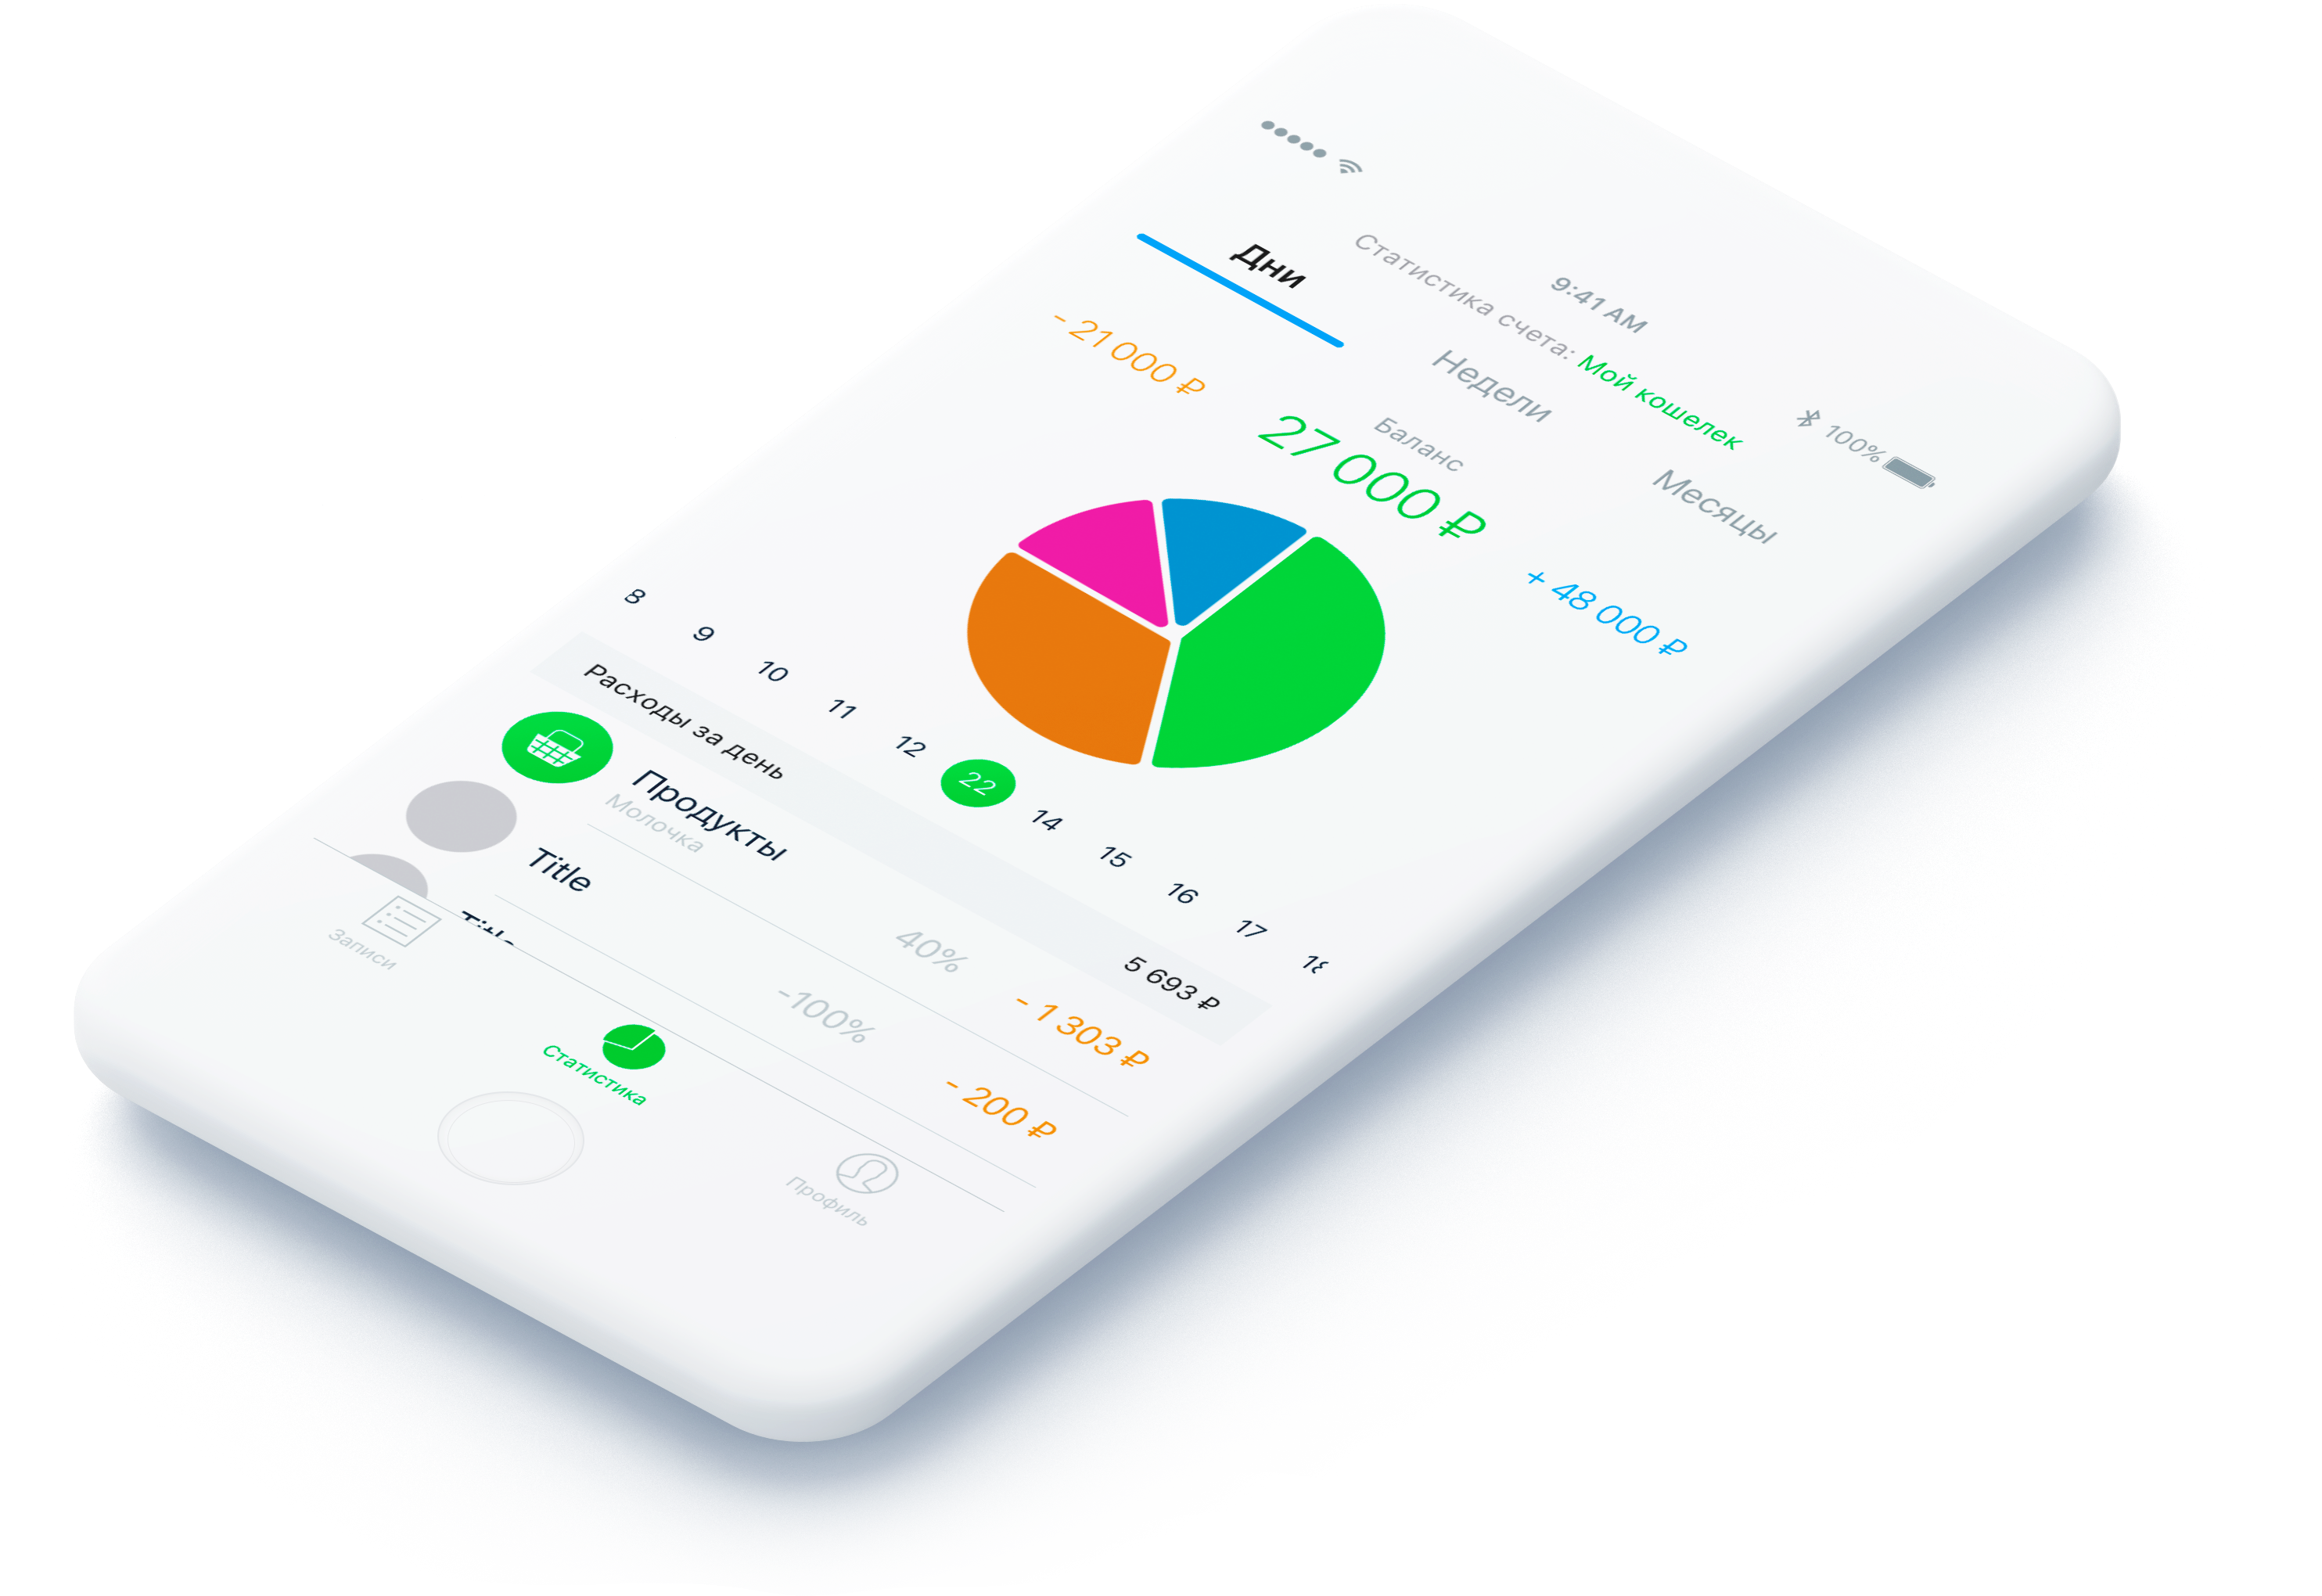 9:41 AM
100%
Статистика счета: Мой кошелек
Дни
Недели
Месяцы
- 21 000 ₽
Баланс
27 000 ₽
+ 48 000 ₽
8 9 10 11 12 22 14 15 16 17 18
Расходы за день 5 693 ₽
Продукты
Молочка
40%
- 1 303 ₽
Title
-100%
- 200 ₽
Title
Записи
Статистика
Профиль